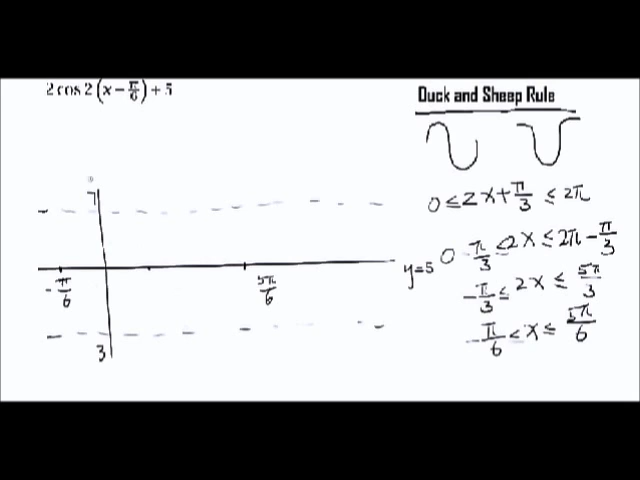 2 cos 2(x − π/6) + 5
Duck and Sheep Rule
0 ≤ 2x + π/3 ≤ 2π
0 - π/3 ≤ 2x ≤ 2π − π/3
-π/3 ≤ 2x ≤ 5π/3
-π/6 < x ≤ 5π/6
7
y=5
-π/6
5π/6
3